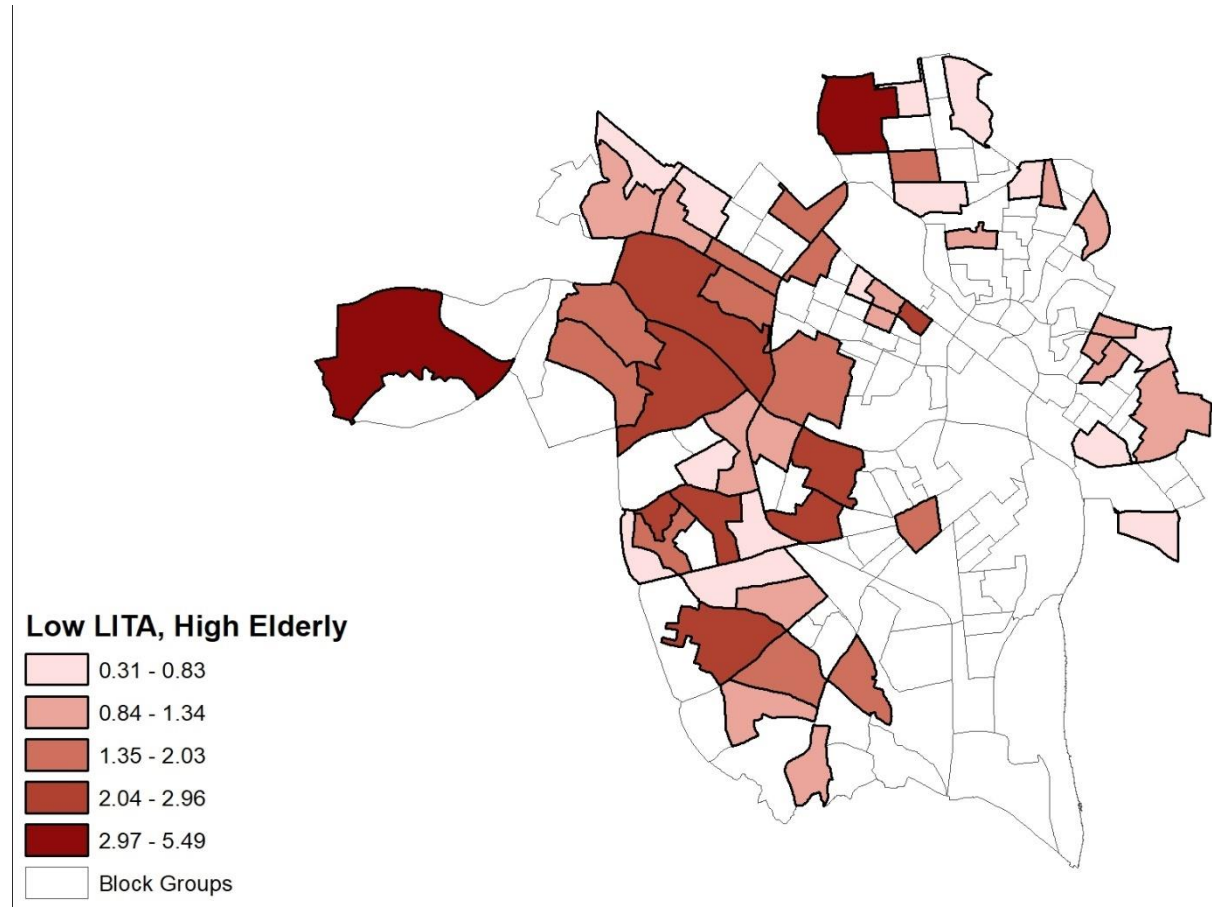 Low LITA, High Elderly
0.31 - 0.83
0.84 - 1.34
1.35 - 2.03
2.04 - 2.96
2.97 - 5.49
Block Groups